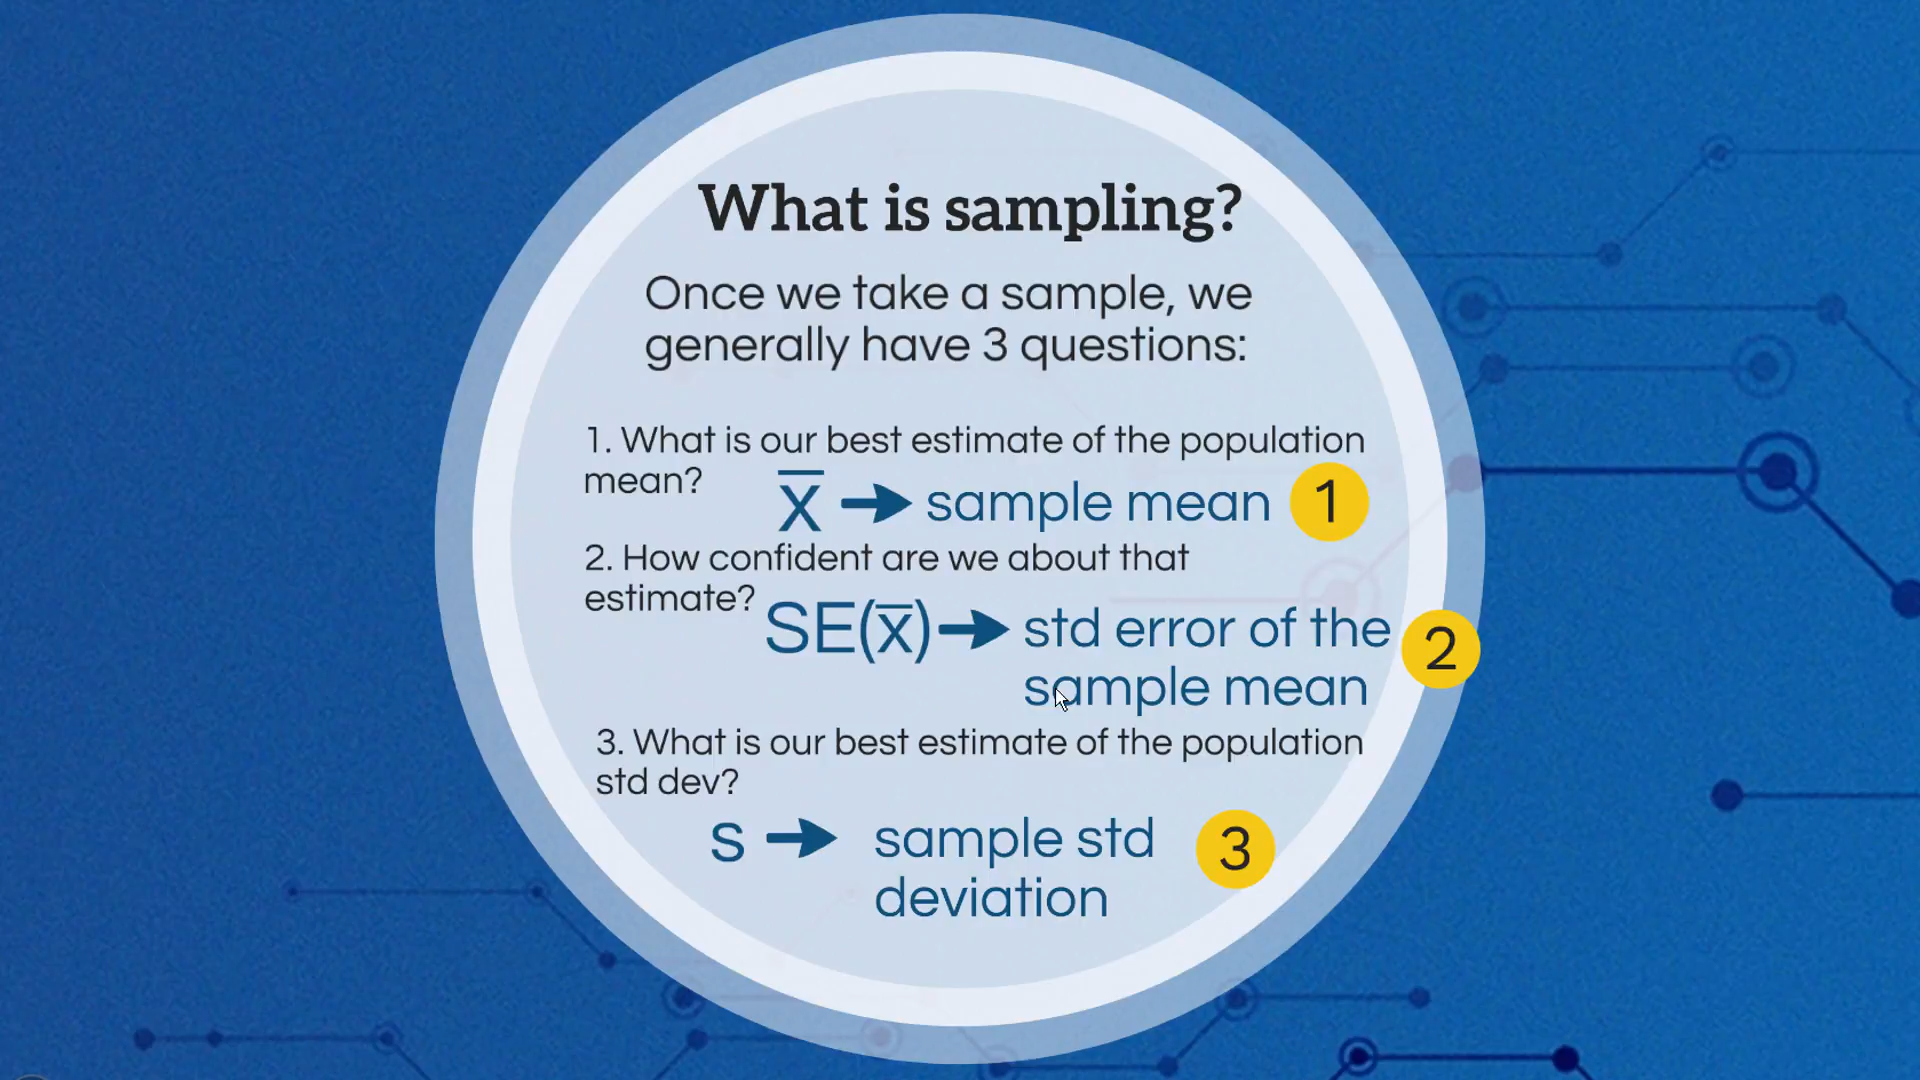 What is sampling?
Once we take a sample, we
generally have 3 questions:
1. What is our best estimate of the population
mean?
x̅ → sample mean 1
2. How confident are we about that
estimate?
SE(x̅) → std error of the 2
sample mean
3. What is our best estimate of the population
std dev?
s → sample std 3
deviation